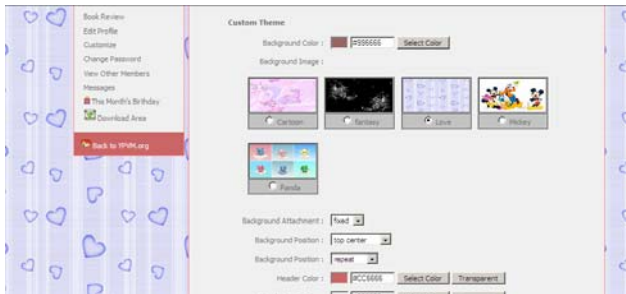 Book Review
Edit Profile
Customize
Change Password
View Other Members
Messages
This Month's Birthday
Download Area
Back to YPVM.org
Custom Theme
Background Color : #996666 Select Color
Background Image :
Cartoon fantasy Love Mickey
Panda
Background Attachment : fixed
Background Position : top center
Background Position : repeat
Header Color : #CC6666 Select Color Transparent